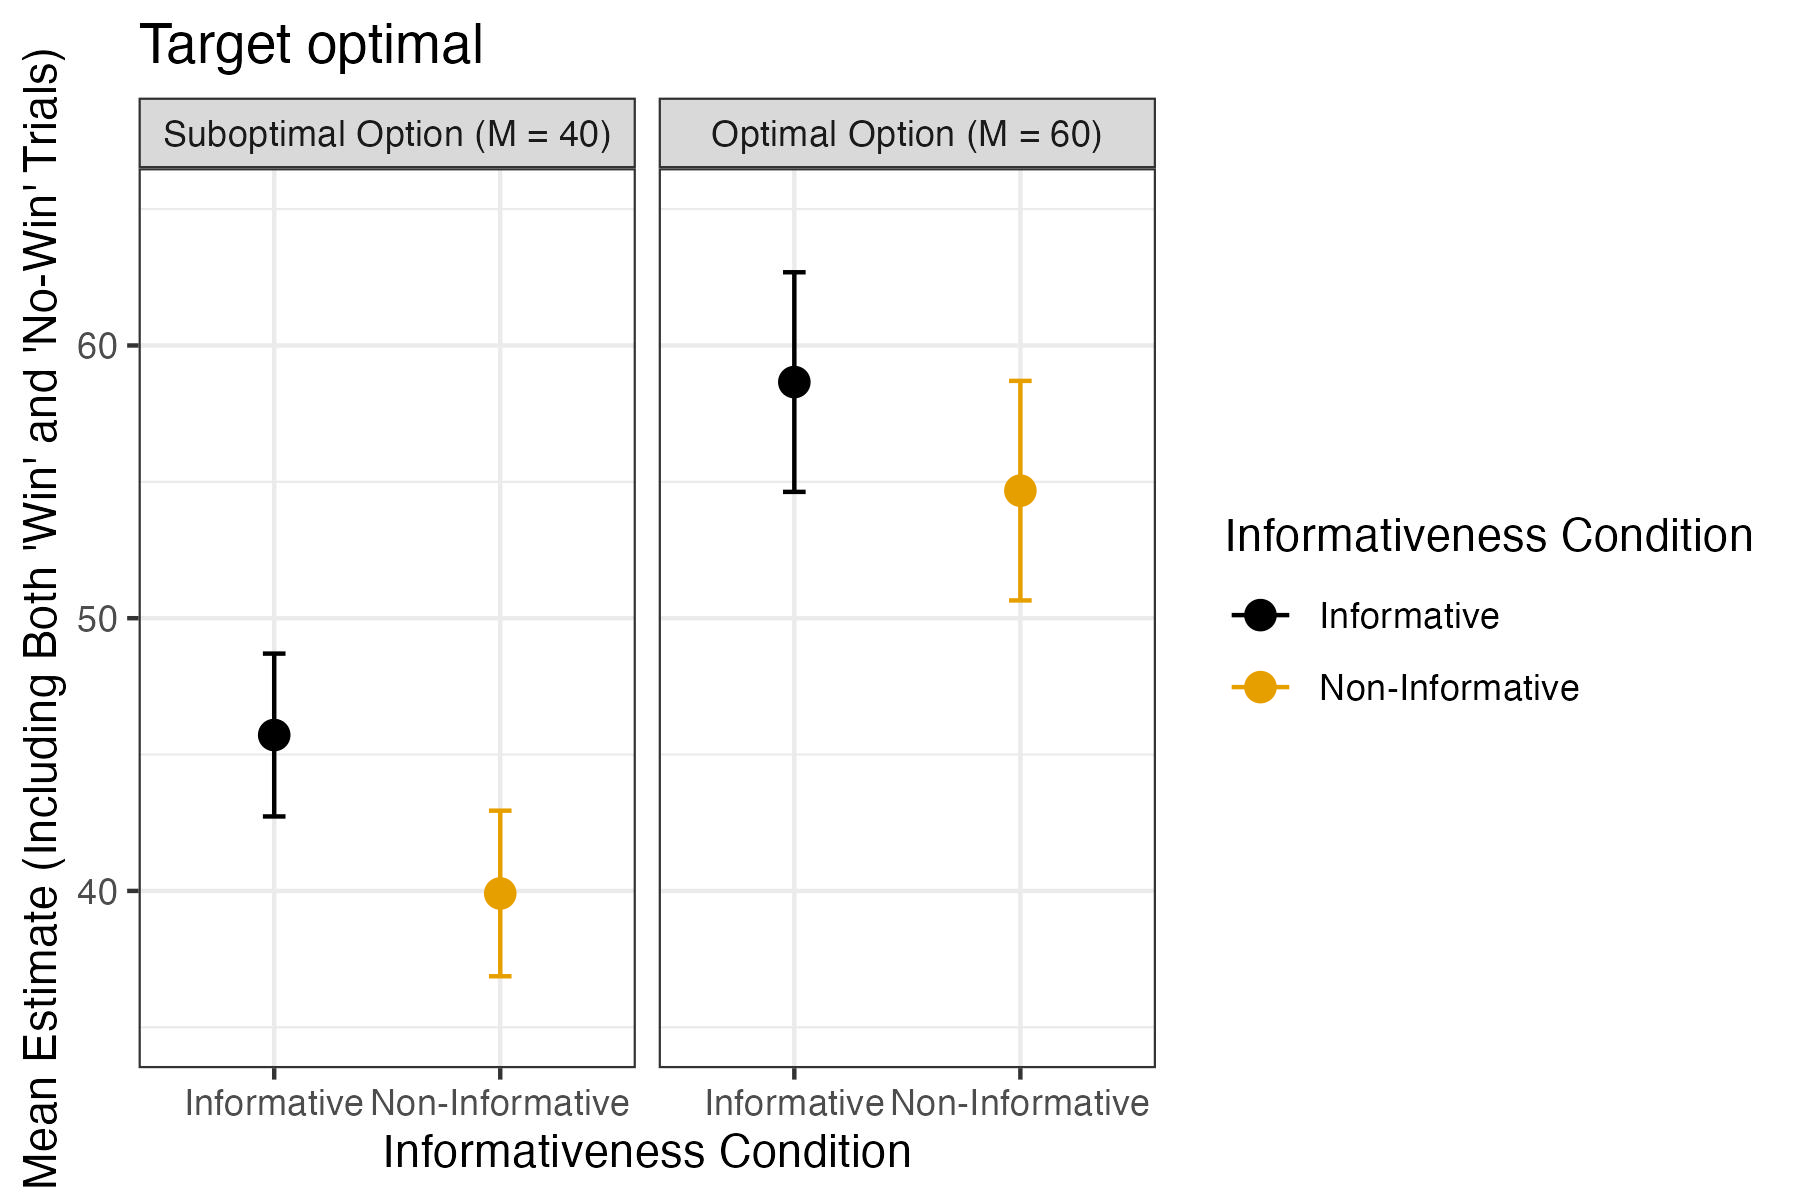 Target optimal
Suboptimal Option (M = 40)
Optimal Option (M = 60)
Mean Estimate (Including Both 'Win' and 'No-Win' Trials)
60
50
40
Informative
Non-Informative
Informative
Non-Informative
Informativeness Condition
Informativeness Condition
Informative
Non-Informative